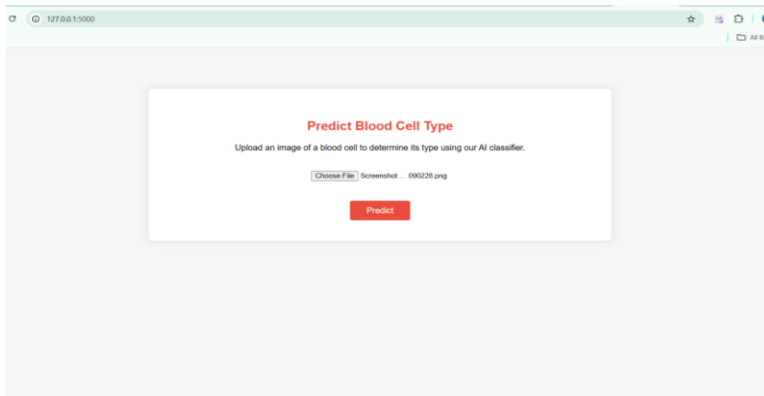 127.0.0.1:5000
All B
Predict Blood Cell Type
Upload an image of a blood cell to determine its type using our AI classifier.
Choose File Screenshot ... 090228.png
Predict